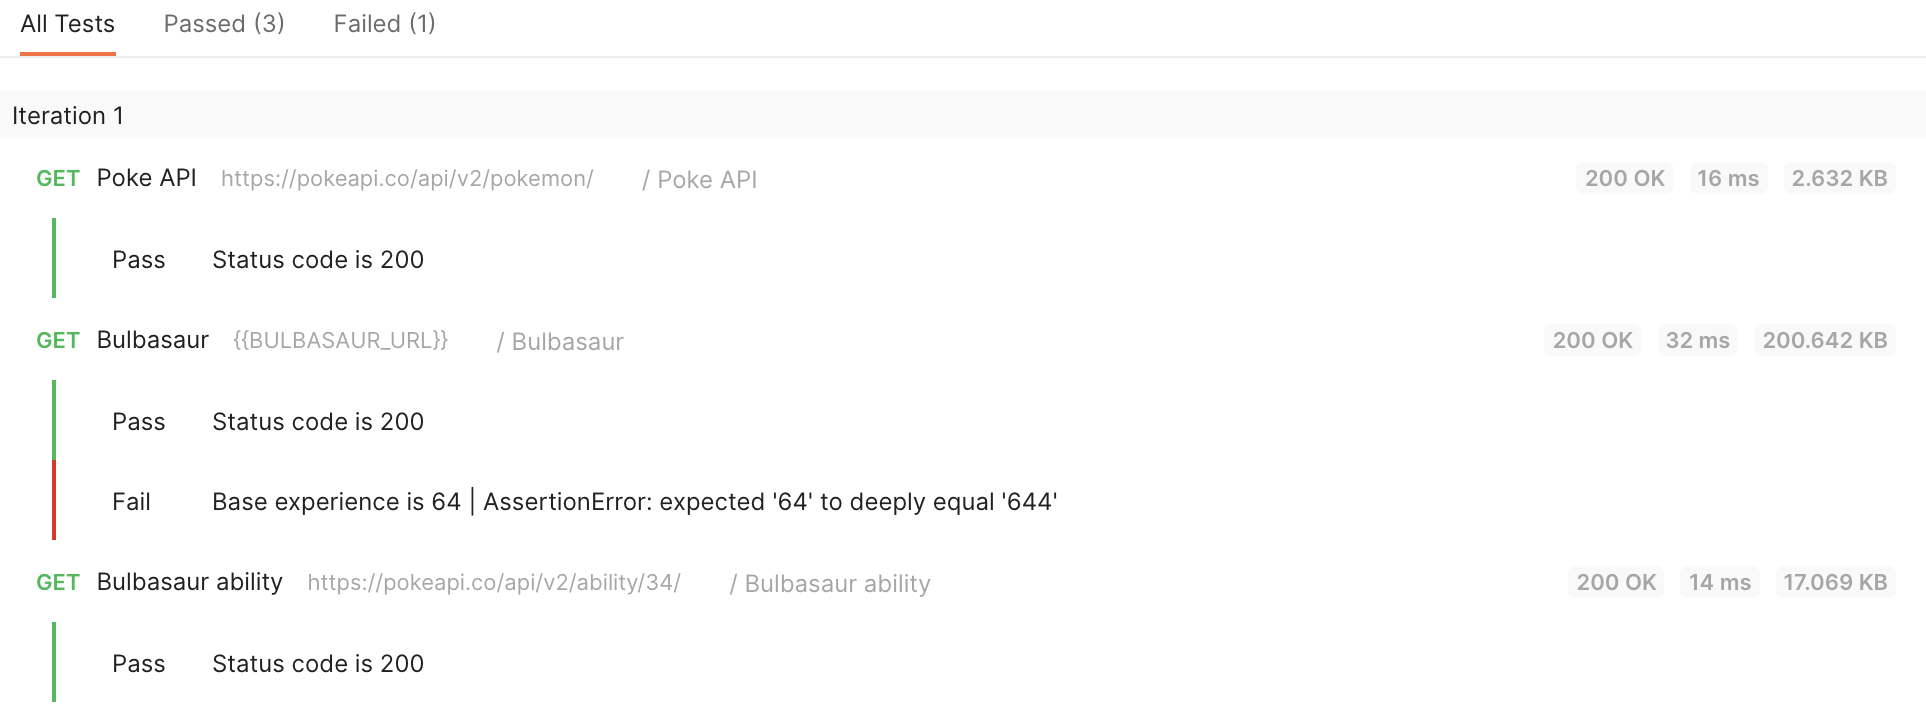 All Tests Passed (3) Failed (1)
Iteration 1
GET Poke API https://pokeapi.co/api/v2/pokemon/ / Poke API 200 OK 16 ms 2.632 KB
Pass Status code is 200
GET Bulbasaur {{BULBASAUR_URL}} / Bulbasaur 200 OK 32 ms 200.642 KB
Pass Status code is 200
Fail Base experience is 64 | AssertionError: expected '64' to deeply equal '644'
GET Bulbasaur ability https://pokeapi.co/api/v2/ability/34/ / Bulbasaur ability 200 OK 14 ms 17.069 KB
Pass Status code is 200